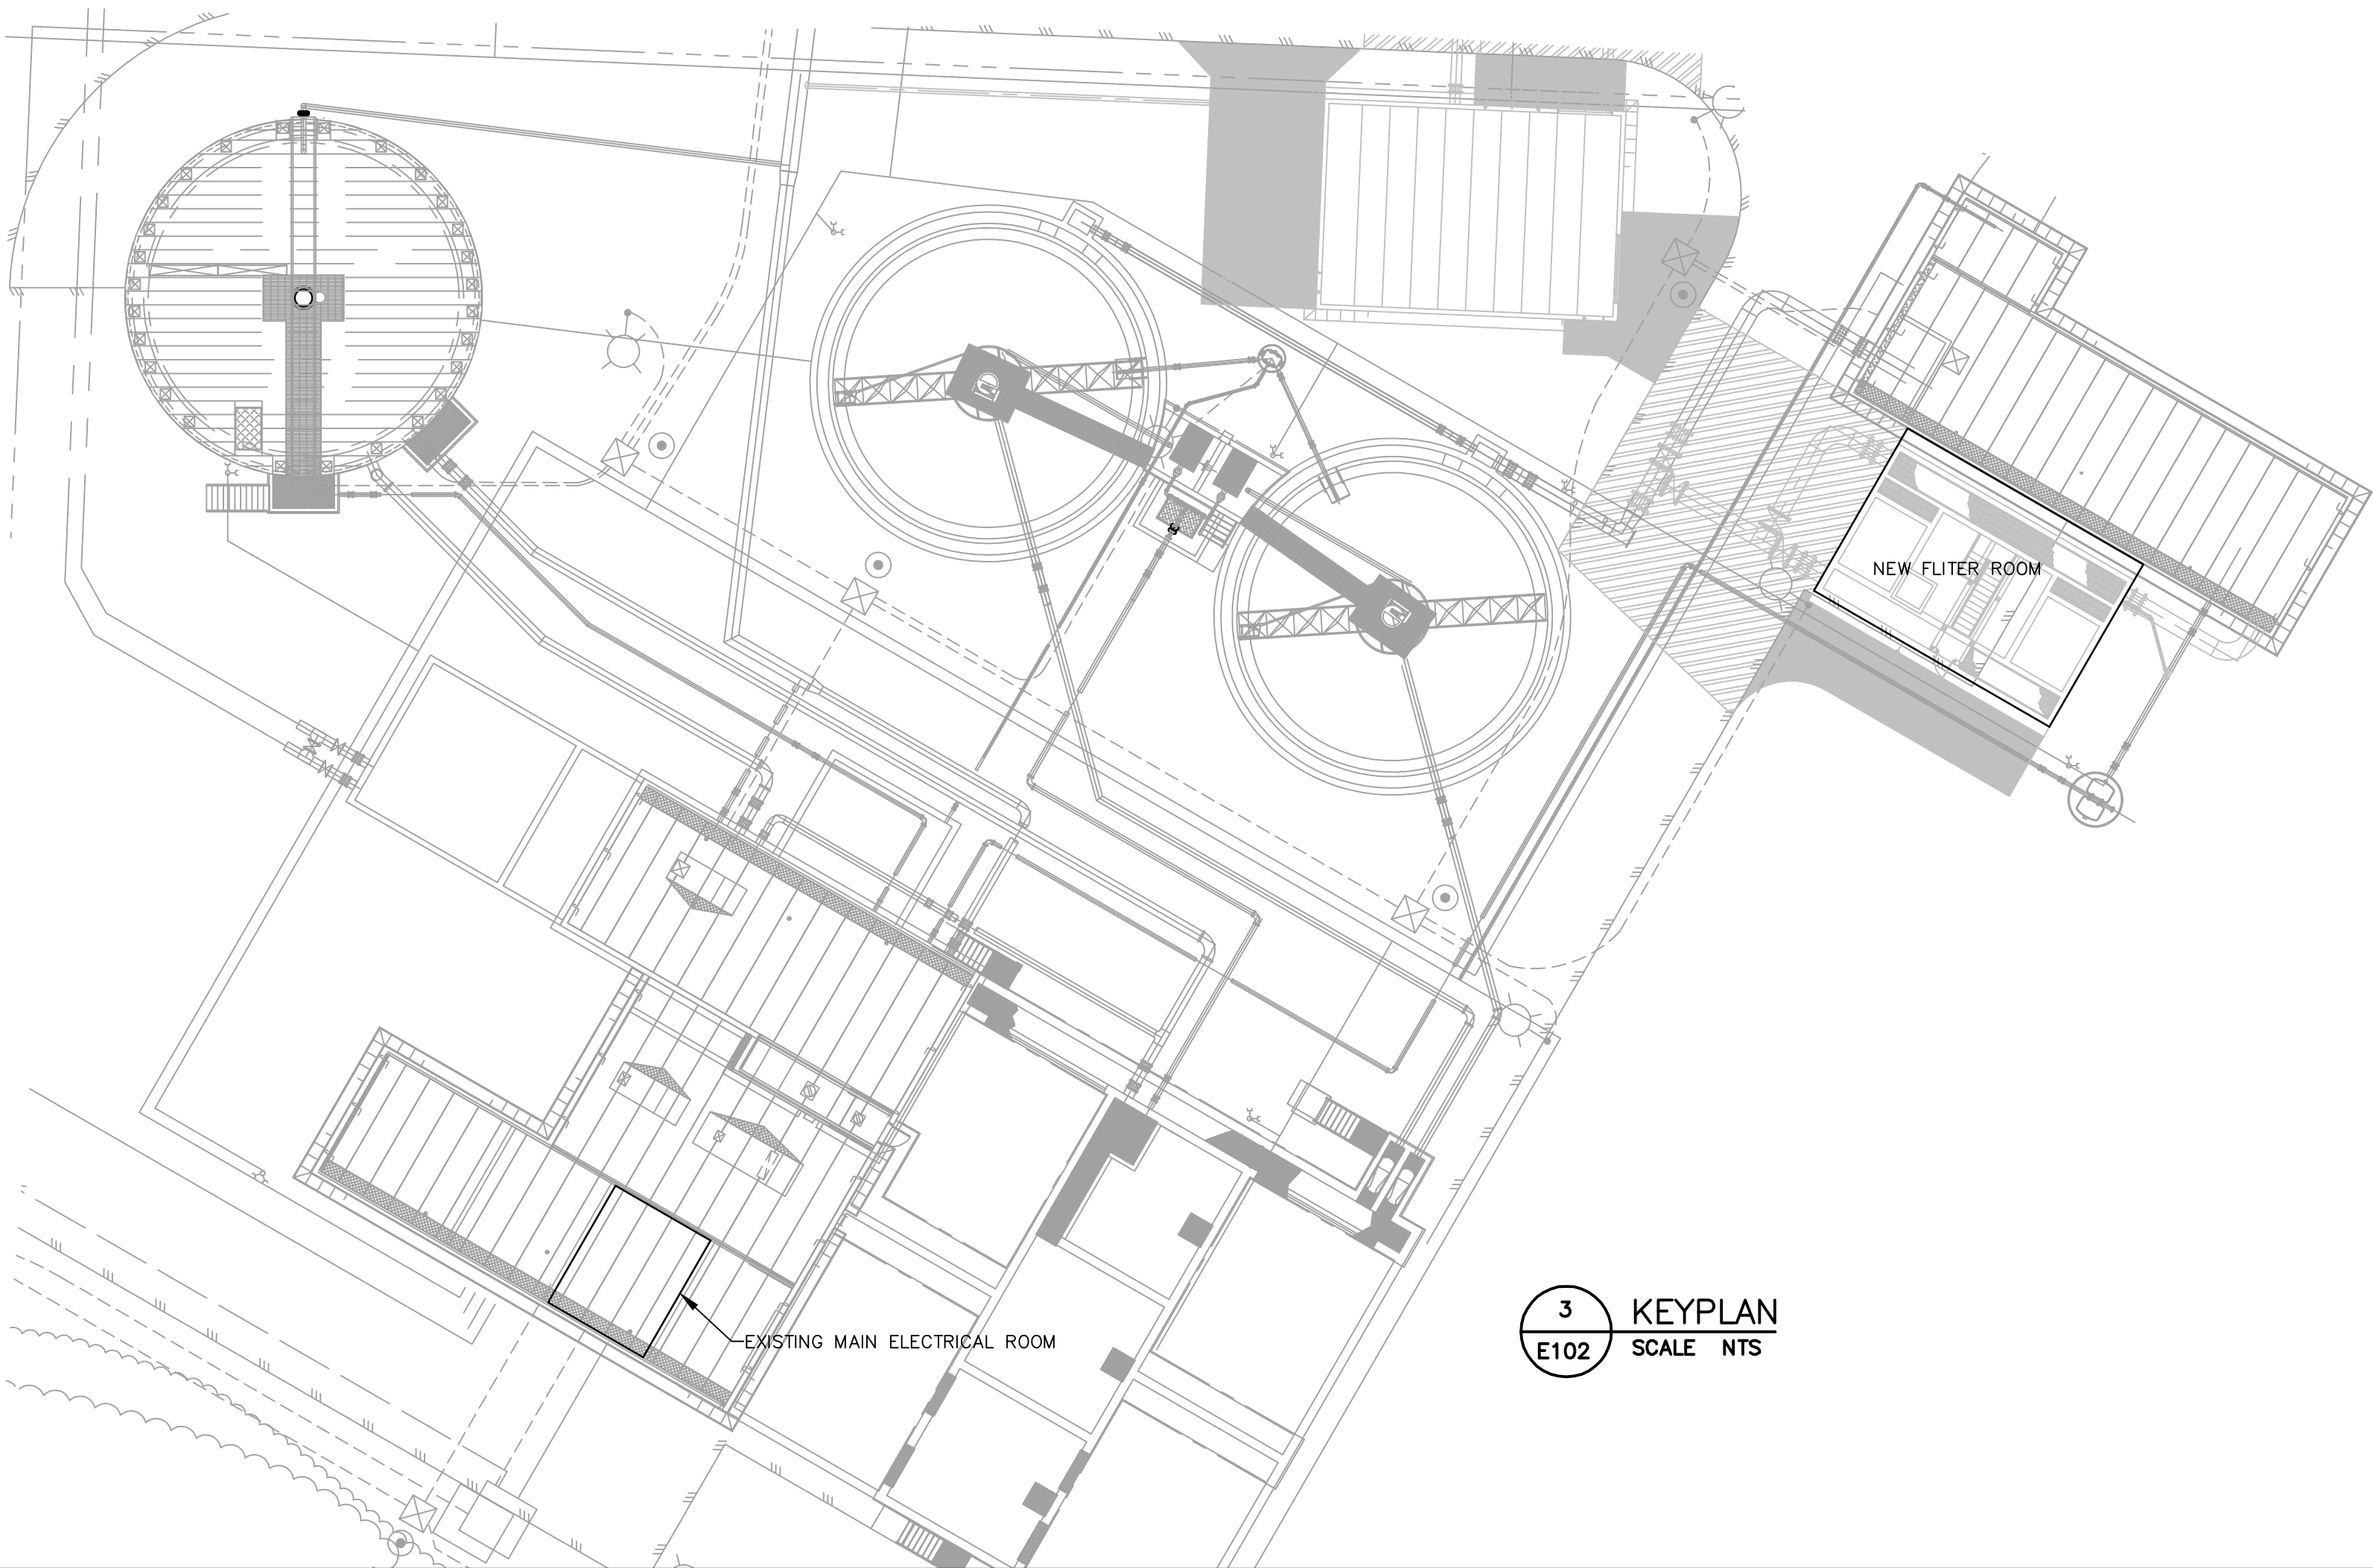 NEW FLITER ROOM
EXISTING MAIN ELECTRICAL ROOM
3
E102
KEYPLAN
SCALE NTS